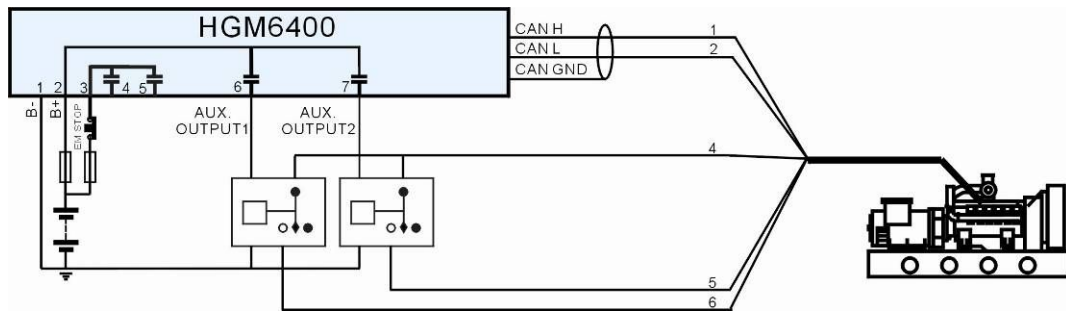 HGM6400
CAN H
1
CAN L
2
CAN GND
1 2 3 4 5 6 7
B-
B+
EM STOP
AUX.
OUTPUT1
AUX.
OUTPUT2
4
5
6